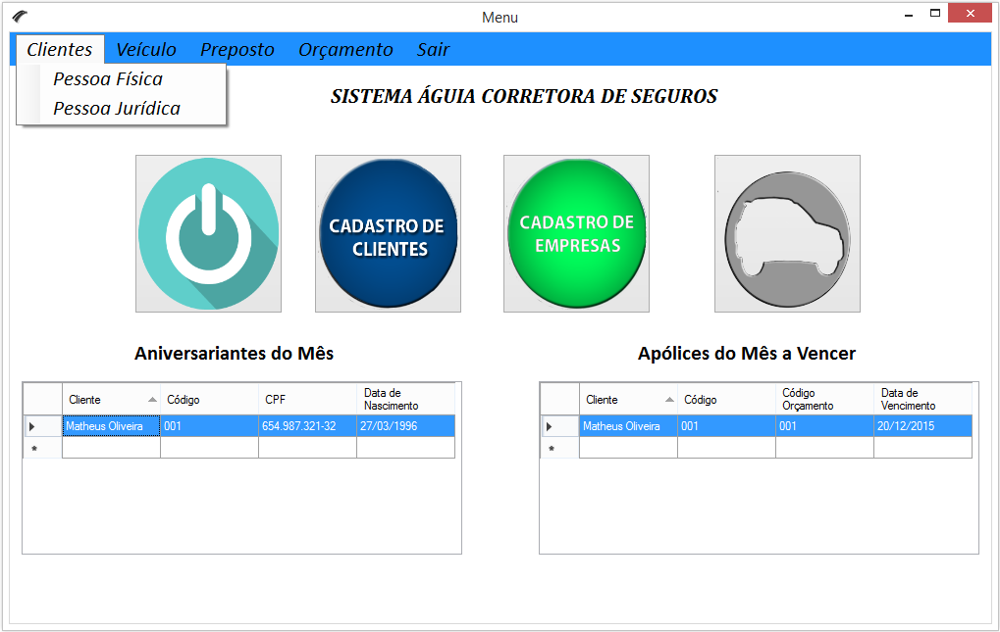 Menu
Clientes Veículo Preposto Orçamento Sair
Pessoa Física
Pessoa Jurídica
SISTEMA ÁGUIA CORRETORA DE SEGUROS
CADASTRO DE
CLIENTES
CADASTRO DE
EMPRESAS
Aniversariantes do Mês
Cliente Código CPF Data de
Nascimento
Matheus Oliveira 001 654.987.321-32 27/03/1996
Apólices do Mês a Vencer
Cliente Código Código
Orçamento Data de
Vencimento
Matheus Oliveira 001 001 20/12/2015